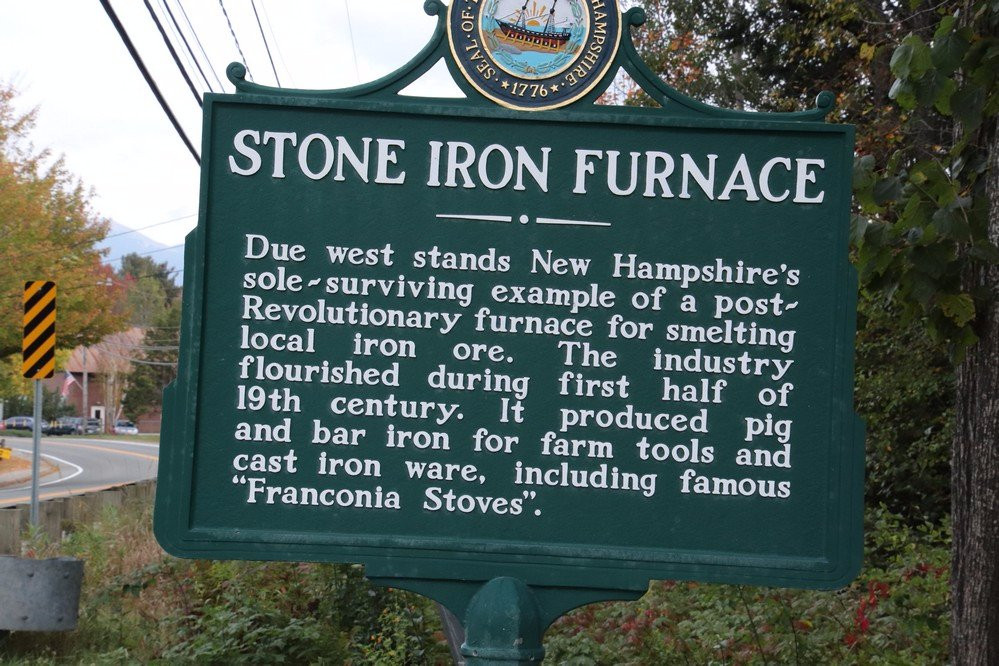 SEAL OF
HAMPSHIRE
1776
STONE IRON FURNACE
Due west stands New Hampshire's
sole-surviving example of a post-
Revolutionary furnace for smelting
local iron ore. The industry
flourished during first half of
19th century. It produced pig
and bar iron for farm tools and
cast iron ware, including famous
"Franconia Stoves".